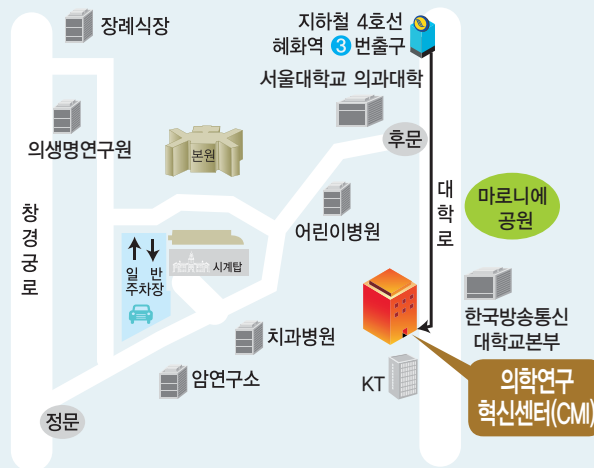 장례식장
지하철 4호선
혜화역 3 번출구
서울대학교 의과대학
의생명연구원
본원
후문
창경궁로
대학로
마로니에
공원
어린이병원
시계탑
일 반
주차장
한국방송통신
대학교본부
치과병원
암연구소
KT
의학연구
혁신센터(CMI)
정문